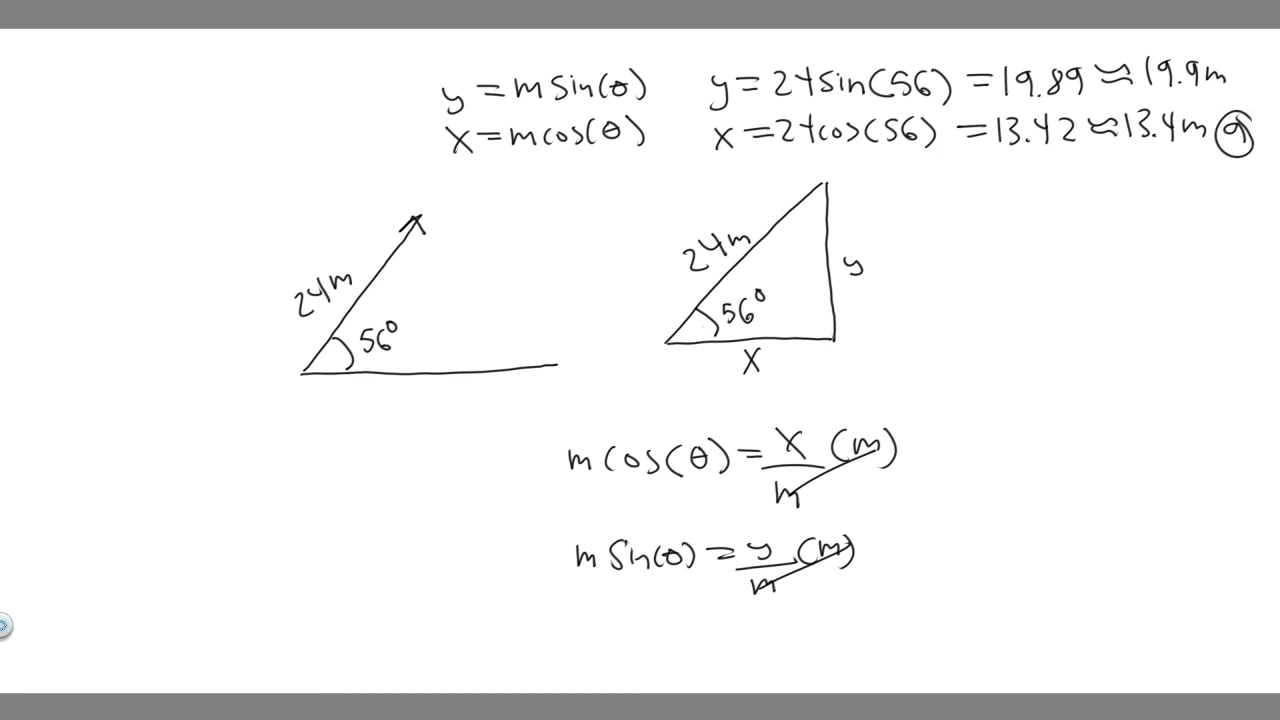 y = m sin(θ) y = 24 sin(56) = 19.89 ≈ 19.9m
x = m cos(θ) x = 24 cos(56) = 13.42 ≈ 13.4m a
24m
56°
24m
56°
y
x
m cos(θ) = x/m (m)
m sin(θ) = y/m (m)